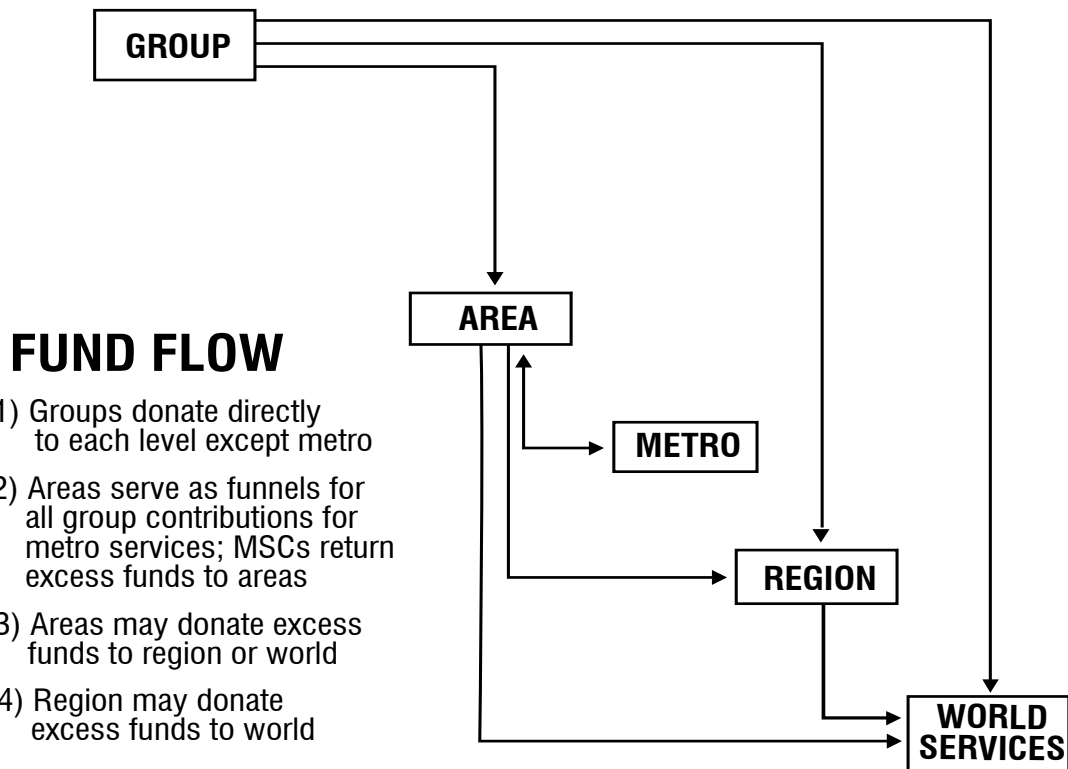 GROUP
AREA
FUND FLOW
1) Groups donate directly
to each level except metro
METRO
2) Areas serve as funnels for
all group contributions for
metro services; MSCs return
excess funds to areas
REGION
3) Areas may donate excess
funds to region or world
4) Region may donate
excess funds to world
WORLD
SERVICES